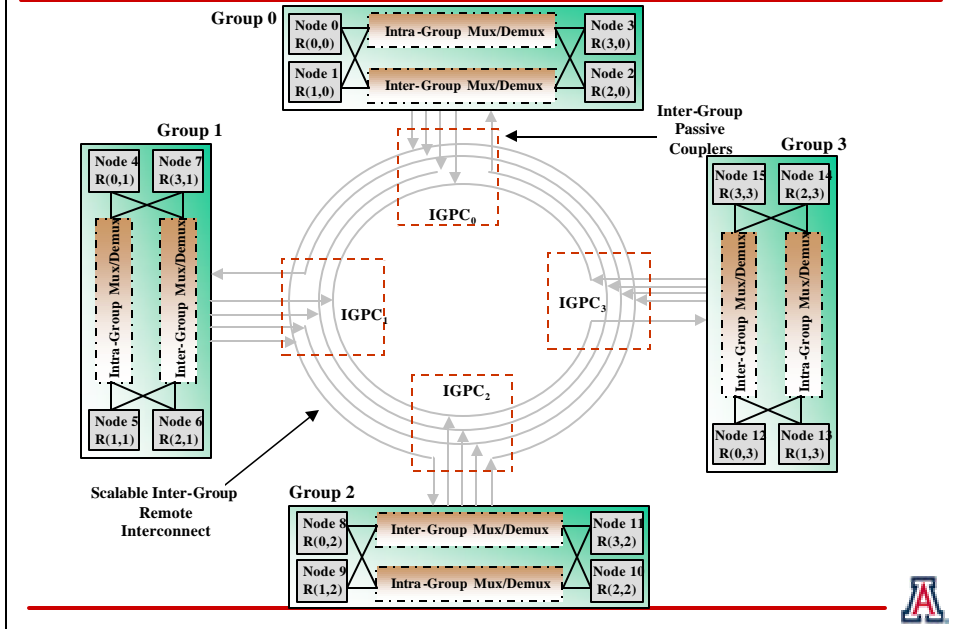 Group 0
Node 0
R(0,0)
Node 1
R(1,0)
Intra-Group Mux/Demux
Inter-Group Mux/Demux
Node 3
R(3,0)
Node 2
R(2,0)
Inter-Group
Passive
Couplers
Group 1
Node 4
R(0,1)
Node 7
R(3,1)
Intra-Group Mux/Demux
Inter-Group Mux/Demux
Node 5
R(1,1)
Node 6
R(2,1)
Group 3
Node 15
R(3,3)
Node 14
R(2,3)
Inter-Group Mux/Demux
Intra-Group Mux/Demux
Node 12
R(0,3)
Node 13
R(1,3)
IGPC0
IGPC1
IGPC3
IGPC2
Scalable Inter-Group
Remote
Interconnect
Group 2
Node 8
R(0,2)
Node 9
R(1,2)
Inter-Group Mux/Demux
Intra-Group Mux/Demux
Node 11
R(3,2)
Node 10
R(2,2)
A